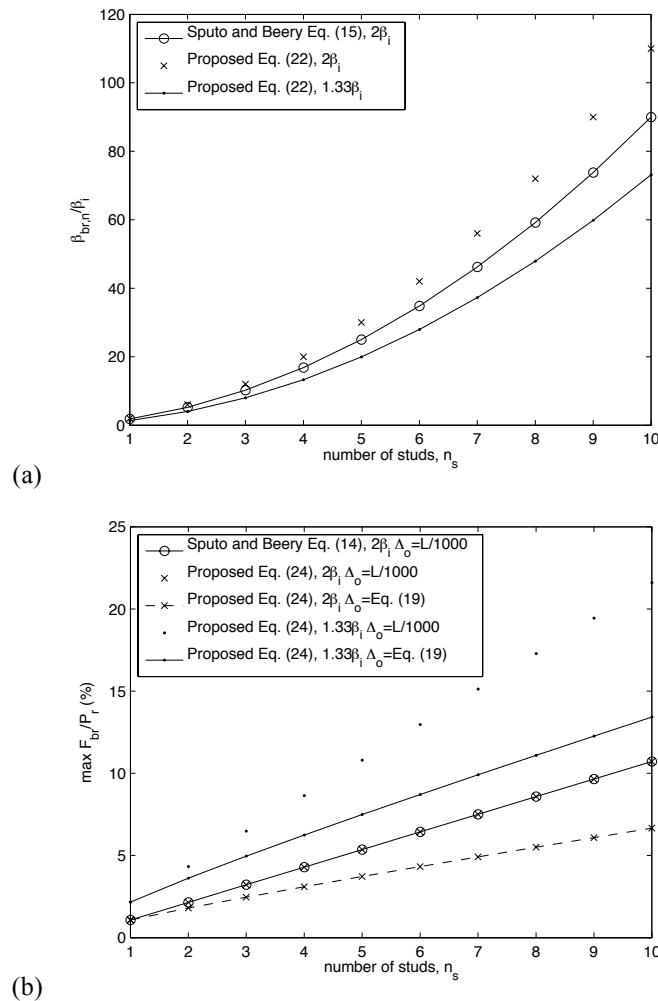 120
100
80
60
40
20
0
β_br,n/β_i
Sputo and Beery Eq. (15), 2β_i
Proposed Eq. (22), 2β_i
Proposed Eq. (22), 1.33β_i
1 2 3 4 5 6 7 8 9 10
number of studs, n_s
(a)
25
20
15
10
5
0
max F_br/P_r (%)
Sputo and Beery Eq. (14), 2β_i Δ_o=L/1000
Proposed Eq. (24), 2β_i Δ_o=L/1000
Proposed Eq. (24), 2β_i Δ_o=Eq. (19)
Proposed Eq. (24), 1.33β_i Δ_o=L/1000
Proposed Eq. (24), 1.33β_i Δ_o=Eq. (19)
1 2 3 4 5 6 7 8 9 10
number of studs, n_s
(b)